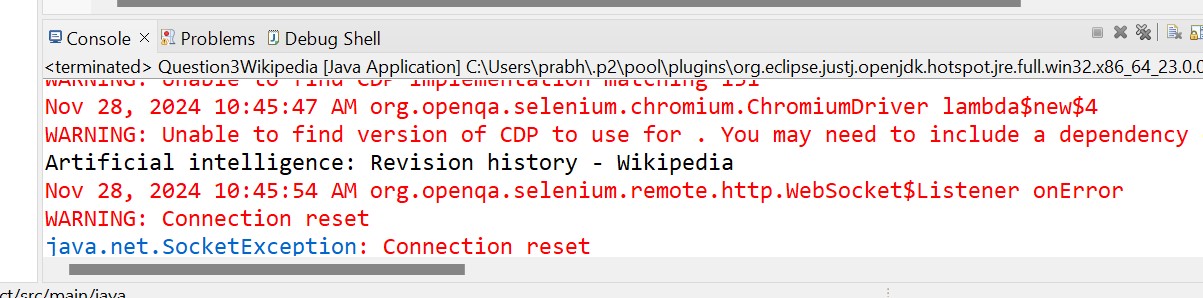 Console × Problems Debug Shell
<terminated> Question3Wikipedia [Java Application] C:\Users\prabh\.p2\pool\plugins\org.eclipse.justj.openjdk.hotspot.jre.full.win32.x86_64_23.0.0
WARNING: Unable to find CDP implementation matching 131
Nov 28, 2024 10:45:47 AM org.openqa.selenium.chromium.ChromiumDriver lambda$new$4
WARNING: Unable to find version of CDP to use for . You may need to include a dependency
Artificial intelligence: Revision history - Wikipedia
Nov 28, 2024 10:45:54 AM org.openqa.selenium.remote.http.WebSocket$Listener onError
WARNING: Connection reset
java.net.SocketException: Connection reset
ct/src/main/java